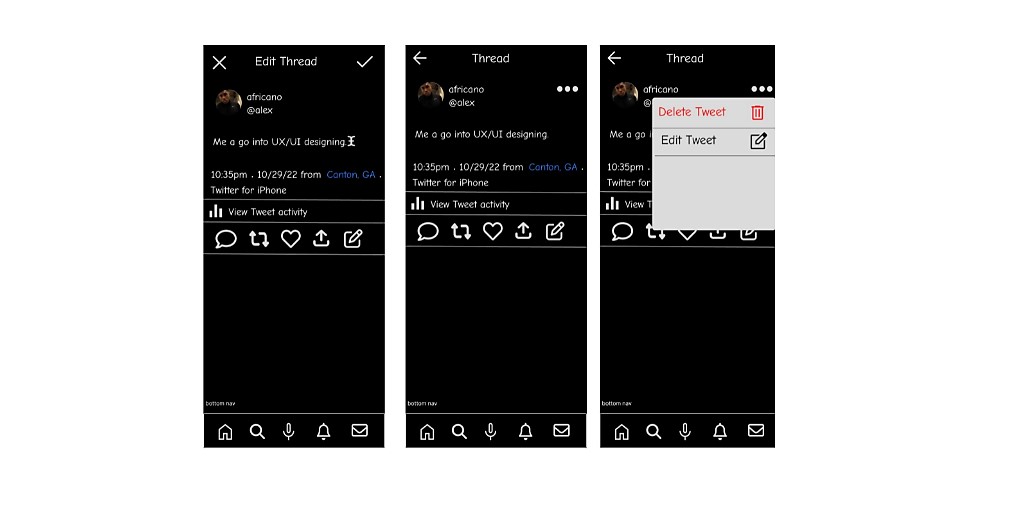 Edit Thread
africano
@alex
Me a go into UX/UI designing.
10:35pm . 10/29/22 from Canton, GA .
Twitter for iPhone
View Tweet activity
bottom nav
Thread
africano
@alex
Me a go into UX/UI designing.
10:35pm . 10/29/22 from Canton, GA .
Twitter for iPhone
View Tweet activity
bottom nav
Thread
africano
@
Delete Tweet
Edit Tweet
Me a go i
10:35pm
Twitter for
View T
bottom nav